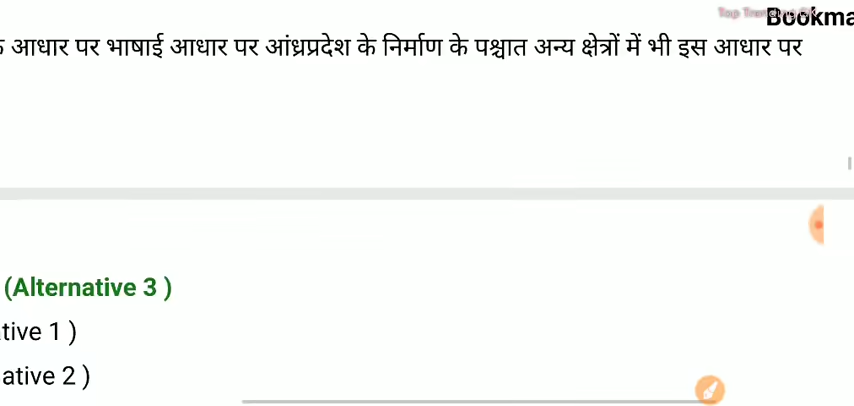 Bookma
आधार पर भाषाई आधार पर आंध्रप्रदेश के निर्माण के पश्चात अन्य क्षेत्रों में भी इस आधार पर
(Alternative 3 )
tive 1 )
ative 2 )